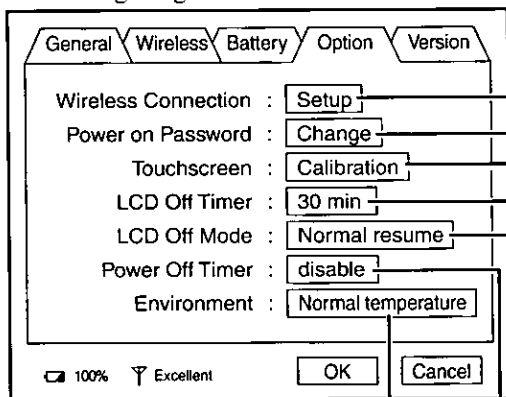 General Wireless Battery Option Version
Wireless Connection : Setup
Power on Password : Change
Touchscreen : Calibration
LCD Off Timer : 30 min
LCD Off Mode : Normal resume
Power Off Timer : disable
Environment : Normal temperature
100% Excellent OK Cancel